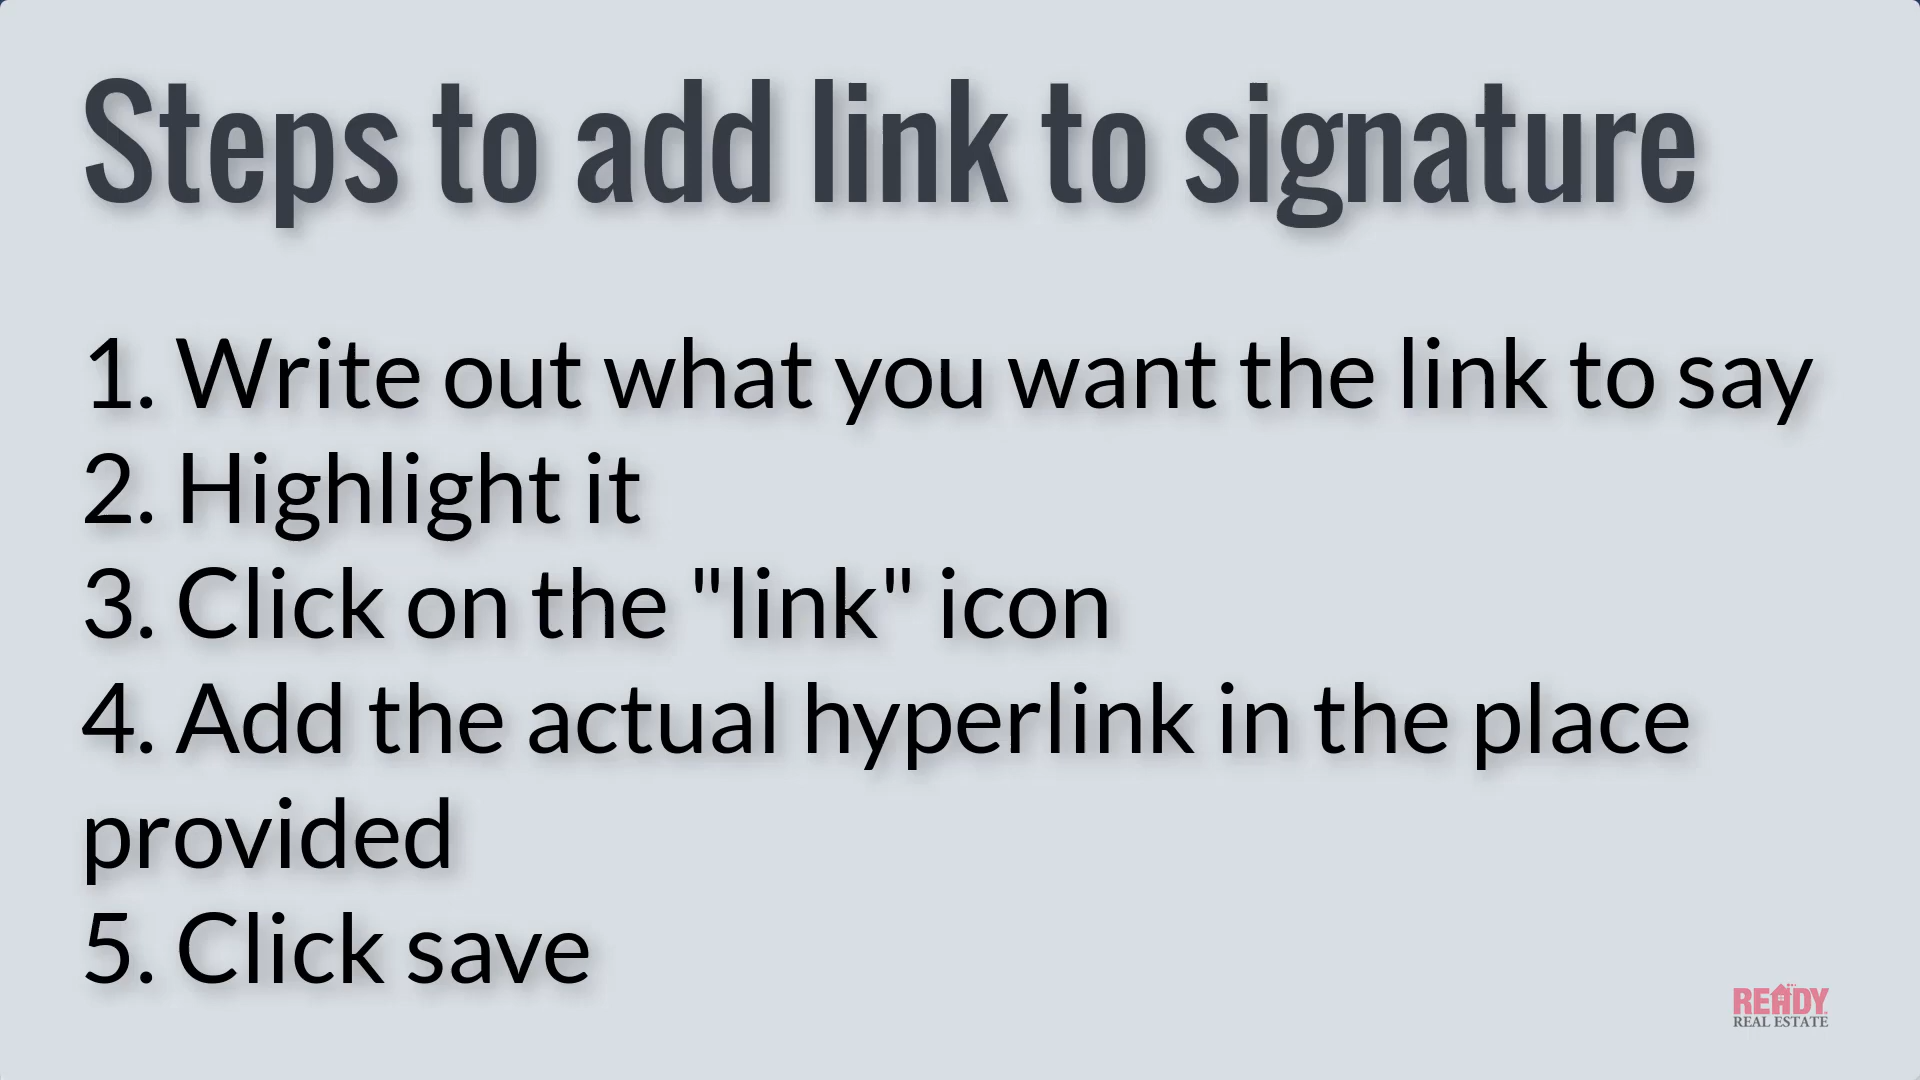 Steps to add link to signature
1. Write out what you want the link to say
2. Highlight it
3. Click on the "link" icon
4. Add the actual hyperlink in the place
provided
5. Click save
READY
REAL ESTATE